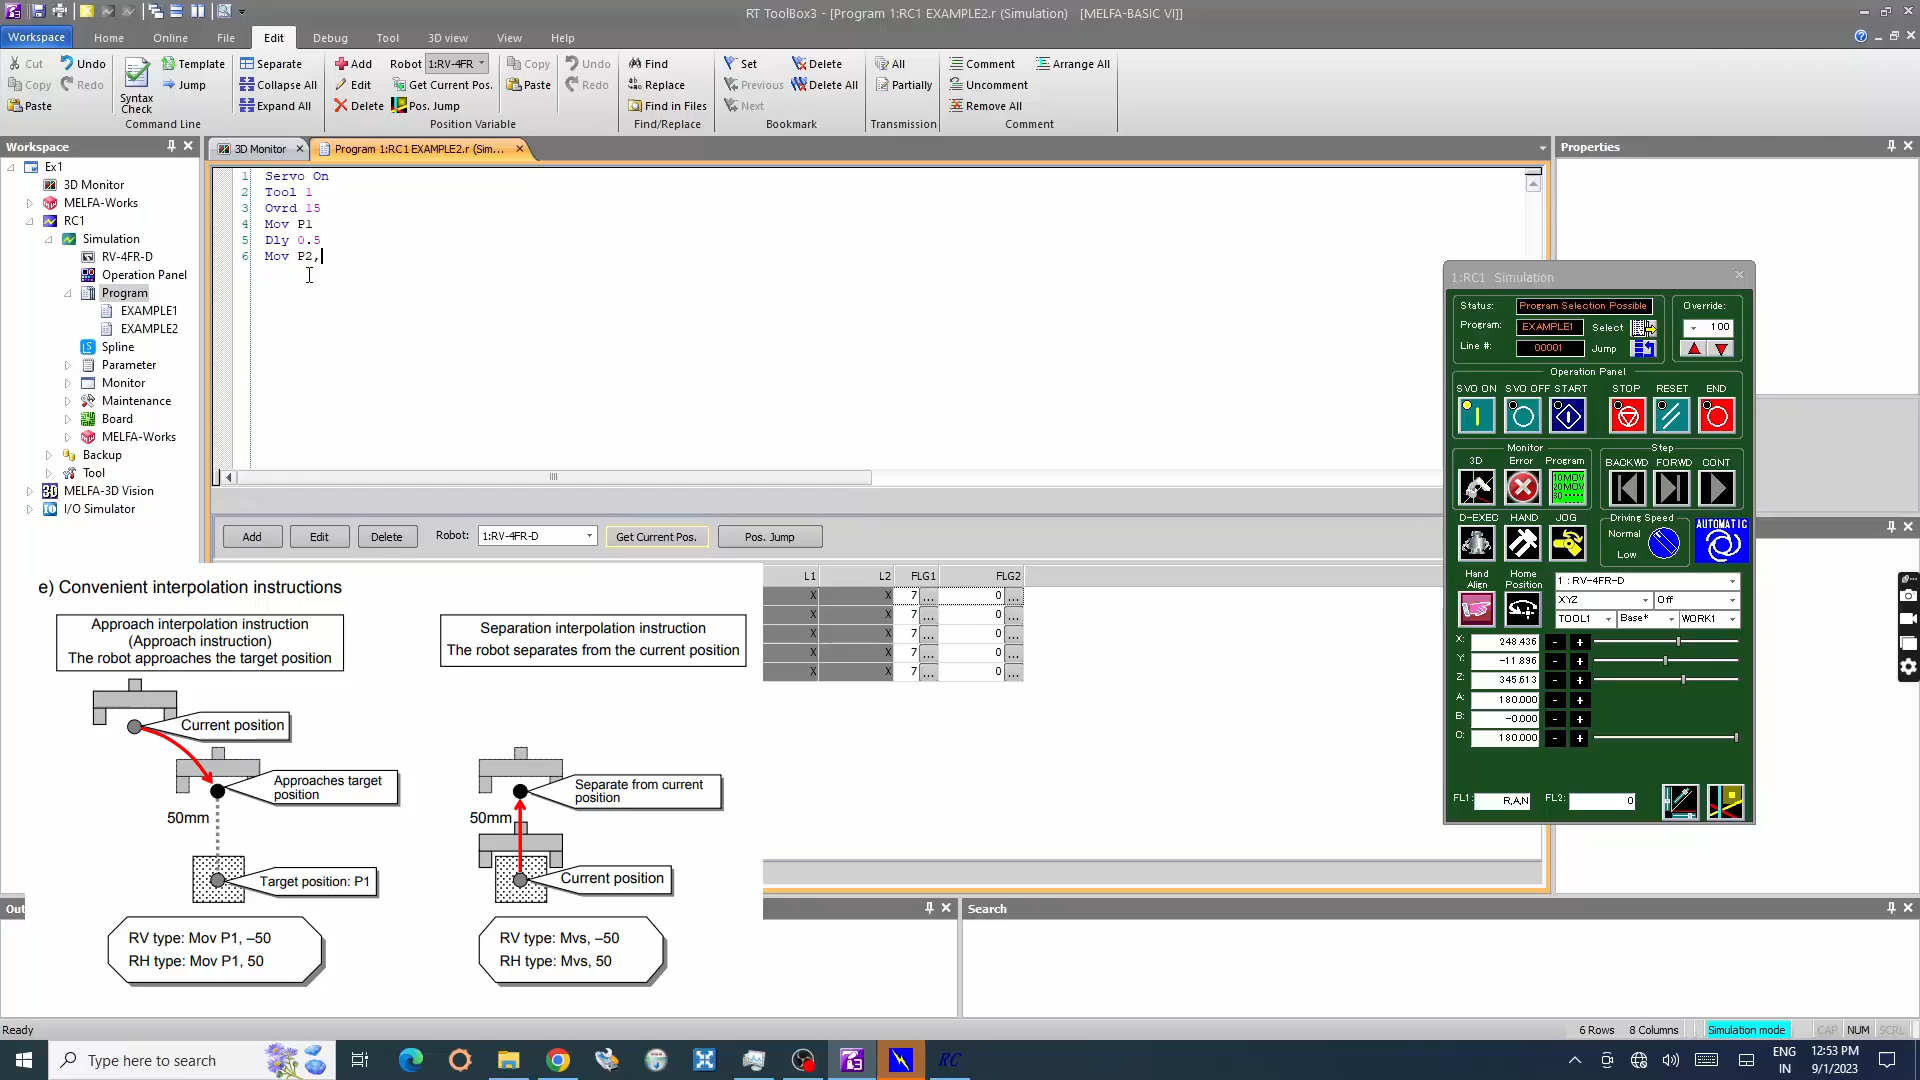 RT ToolBox3 - [Program 1:RC1 EXAMPLE2.r (Simulation)   [MELFA-BASIC VI]]
Workspace Home Online File Edit Debug Tool 3D view View Help
Cut Undo Template Separate Add Robot 1:RV-4FR Copy Undo Find Set Delete All Comment Arrange All
Copy Redo Jump Collapse All Edit Get Current Pos. Paste Redo Replace Previous Delete All Partially Uncomment
Paste Syntax Check Expand All Delete Pos. Jump Find in Files Next Remove All
Command Line Position Variable Find/Replace Bookmark Transmission Comment
Workspace
3D Monitor
Program 1:RC1 EXAMPLE2.r (Sim...
Properties
Ex1
3D Monitor
MELFA-Works
RC1
Simulation
RV-4FR-D
Operation Panel
Program
EXAMPLE1
EXAMPLE2
Spline
Parameter
Monitor
Maintenance
Board
MELFA-Works
Backup
Tool
MELFA-3D Vision
I/O Simulator
1 Servo On
2 Tool 1
3 Ovrd 15
4 Mov P1
5 Dly 0.5
6 Mov P2,
Add Edit Delete Robot: 1:RV-4FR-D Get Current Pos. Pos. Jump
L1 L2 FLG1 FLG2
X X 7 ... 0 ...
X X 7 ... 0 ...
X X 7 ... 0 ...
X X 7 ... 0 ...
X X 7 ... 0 ...
1:RC1 Simulation
Status: Program Selection Possible Override:
Program: EXAMPLE1 Select 100
Line #: 00001 Jump
Operation Panel
SVO ON SVO OFF START STOP RESET END
Monitor Step
3D Error Program BACKWD FORWD CONT
10MOV
20MOV
D-EXEC HAND JOG Driving Speed AUTOMATIC
Normal
Low
Hand Align Home Position 1 : RV-4FR-D
XYZ Off
TOOL1 Base* WORK1
X: 248.436 - +
Y: -11.896 - +
Z: 345.613 - +
A: 180.000 - +
B: -0.000 - +
C: 180.000 - +
FL1: R,A,N FL2: 0
e) Convenient interpolation instructions
Approach interpolation instruction
(Approach instruction)
The robot approaches the target position
Separation interpolation instruction
The robot separates from the current position
Current position
Approaches target
position
50mm
Target position: P1
RV type: Mov P1, –50
RH type: Mov P1, 50
Separate from current
position
50mm
Current position
RV type: Mvs, –50
RH type: Mvs, 50
Out
Search
Ready
6 Rows 8 Columns Simulation mode CAP NUM SCRL
Type here to search
RC
ENG
IN
12:53 PM
9/1/2023